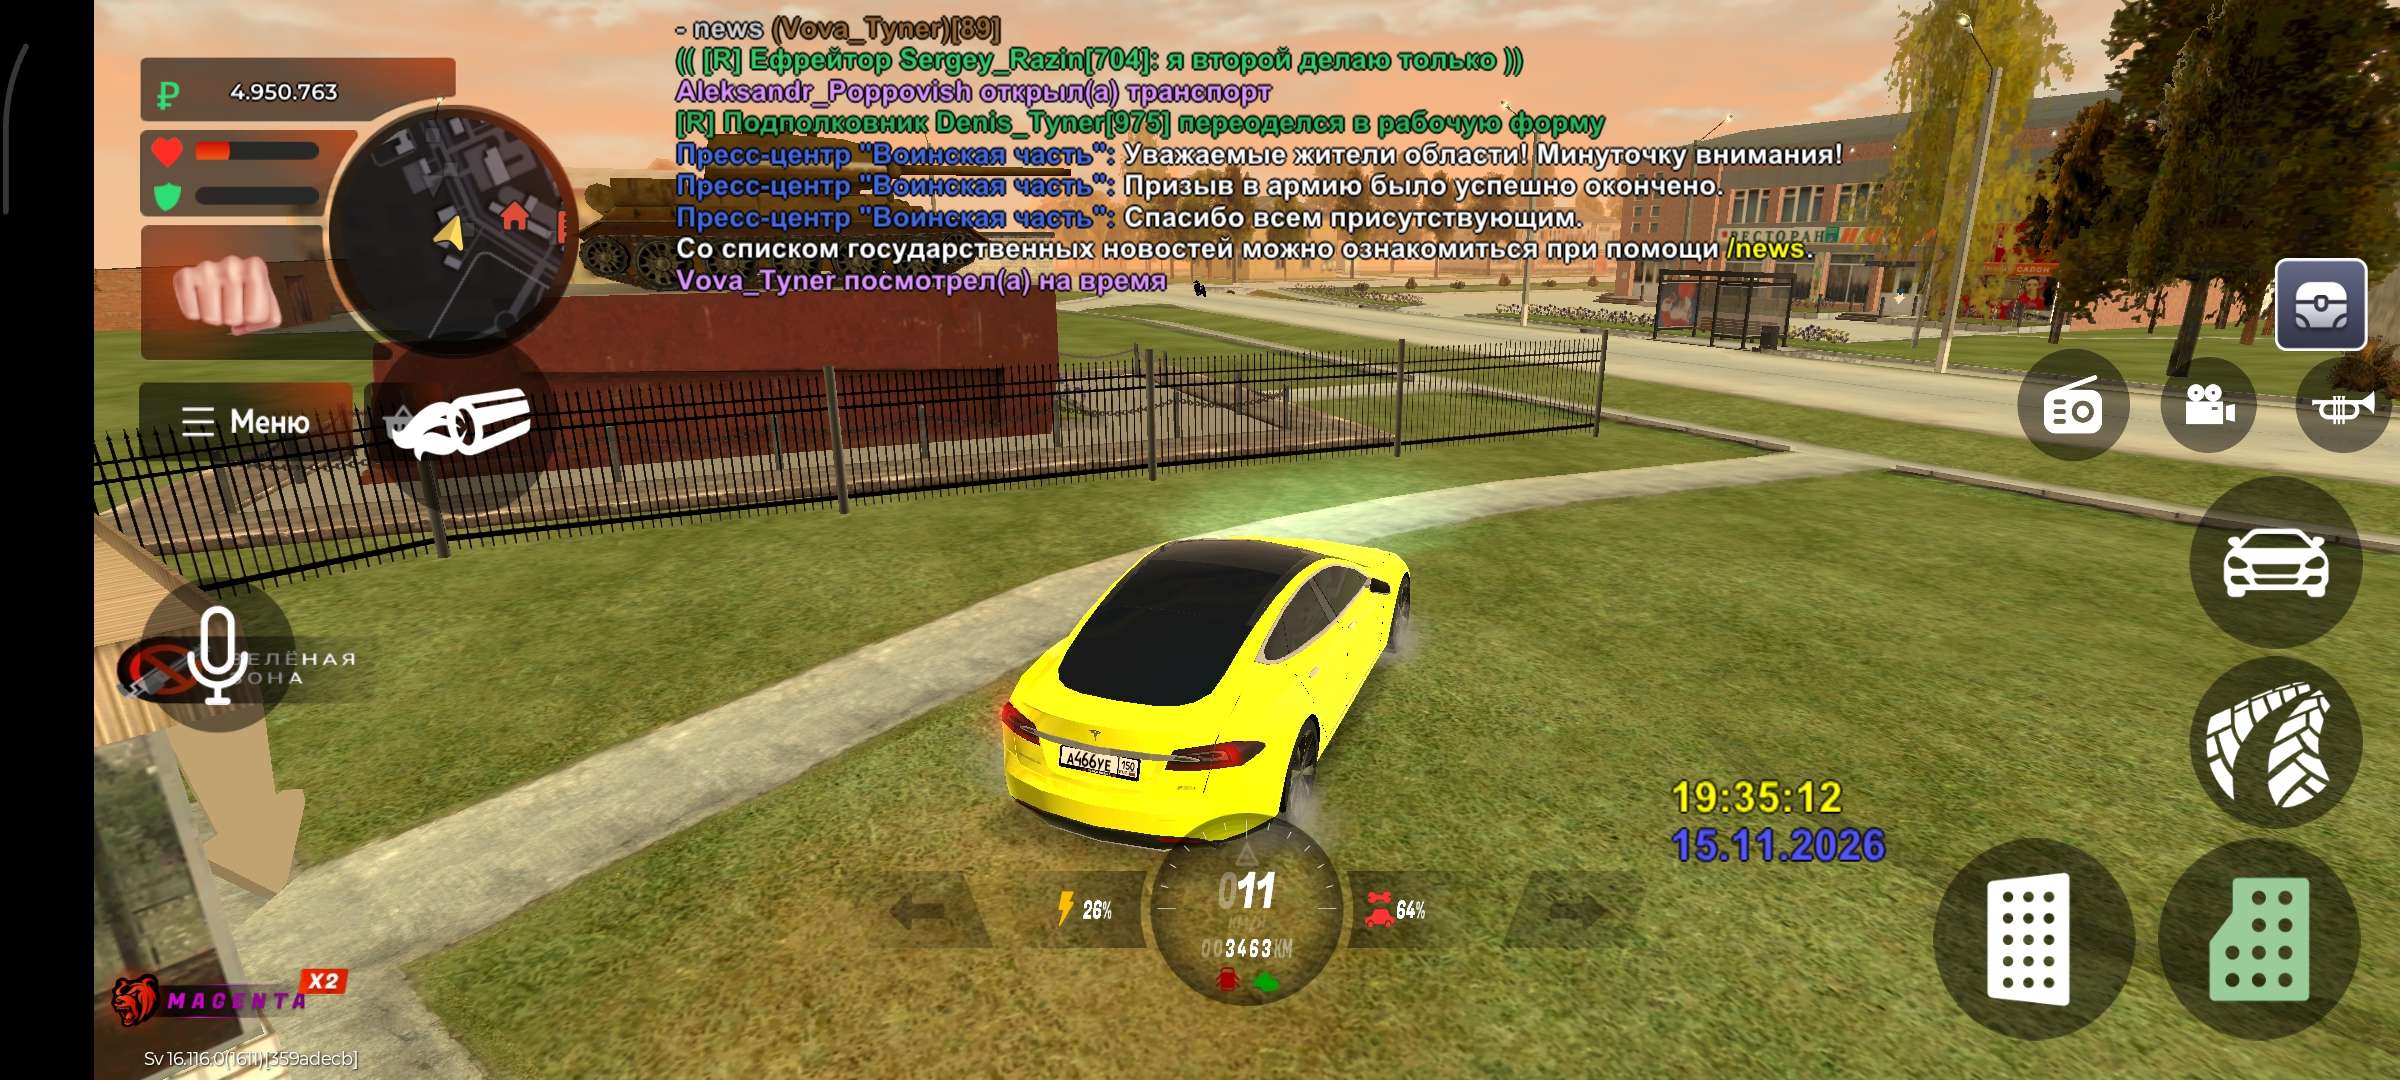 - news (Vova_Tyner)[89]
(( [R] Ефрейтор Sergey_Razin[704]: я второй делаю только ))
Aleksandr_Poppovish открыл(а) транспорт
[R] Подполковник Denis_Tyner[975] переоделся в рабочую форму
Пресс-центр "Воинская часть": Уважаемые жители области! Минуточку внимания!
Пресс-центр "Воинская часть": Призыв в армию было успешно окончено.
Пресс-центр "Воинская часть": Спасибо всем присутствующим.
Со списком государственных новостей можно ознакомиться при помощи /news.
Vova_Tyner посмотрел(а) на время
4.950.763
РЕСТОРАН
Меню
ЗЕЛЁНАЯ
ЗОНА
А466УЕ 150
19:35:12
15.11.2026
011
26%
64%
003463КМ
MAGENTA X2
Sv 16.116.0(1611)[359adecb]